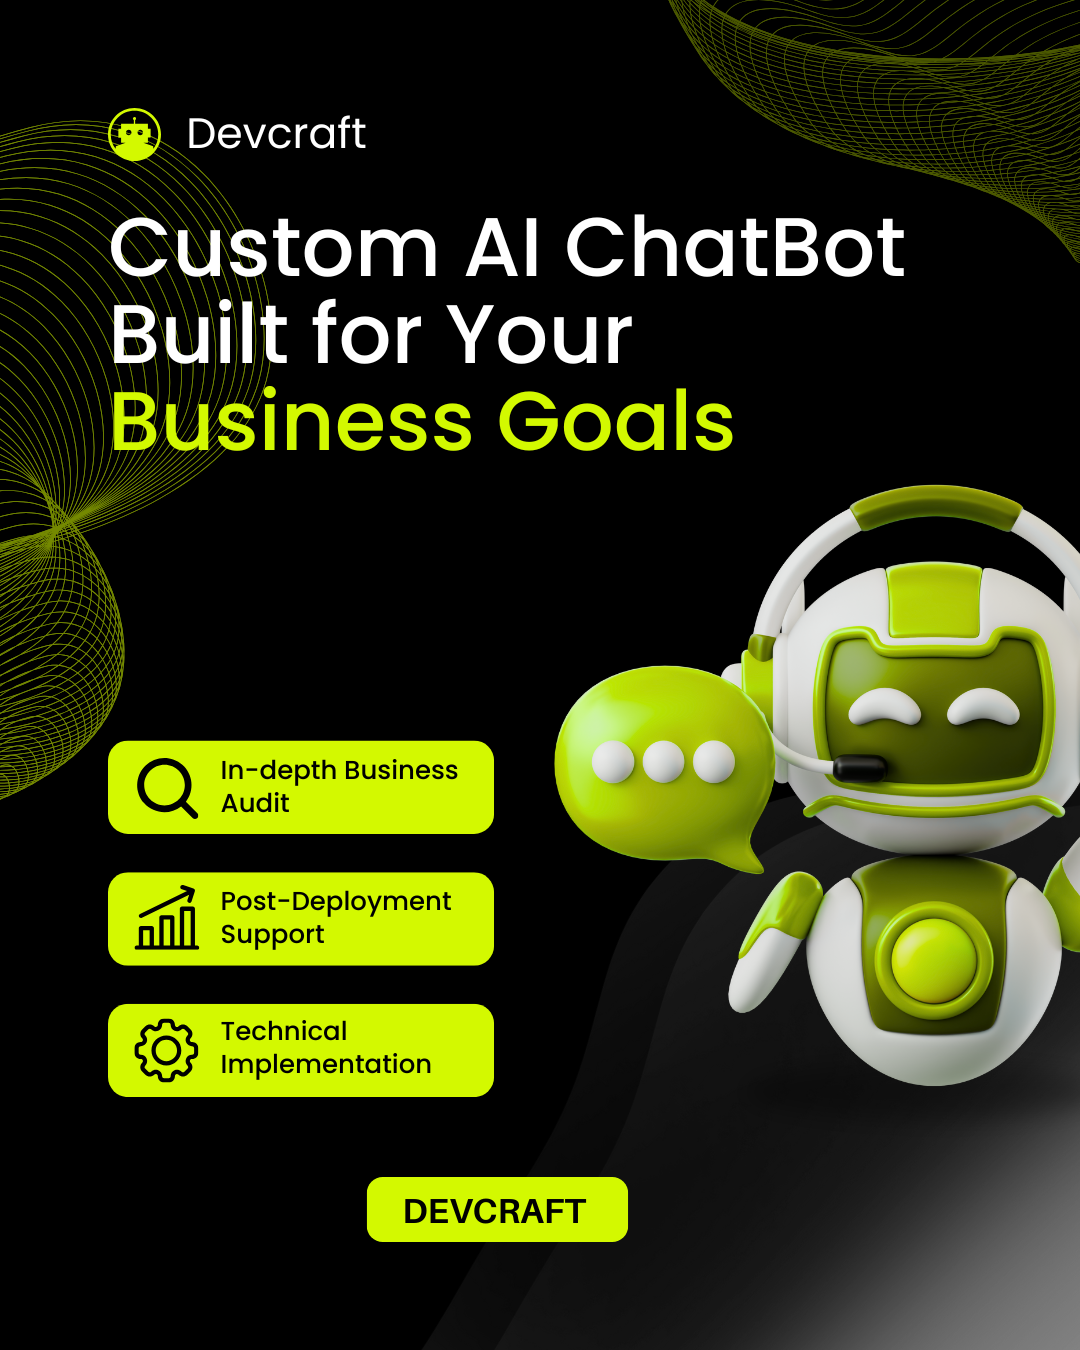 Devcraft
Custom AI ChatBot
Built for Your
Business Goals
In-depth Business
Audit
Post-Deployment
Support
Technical
Implementation
DEVCRAFT